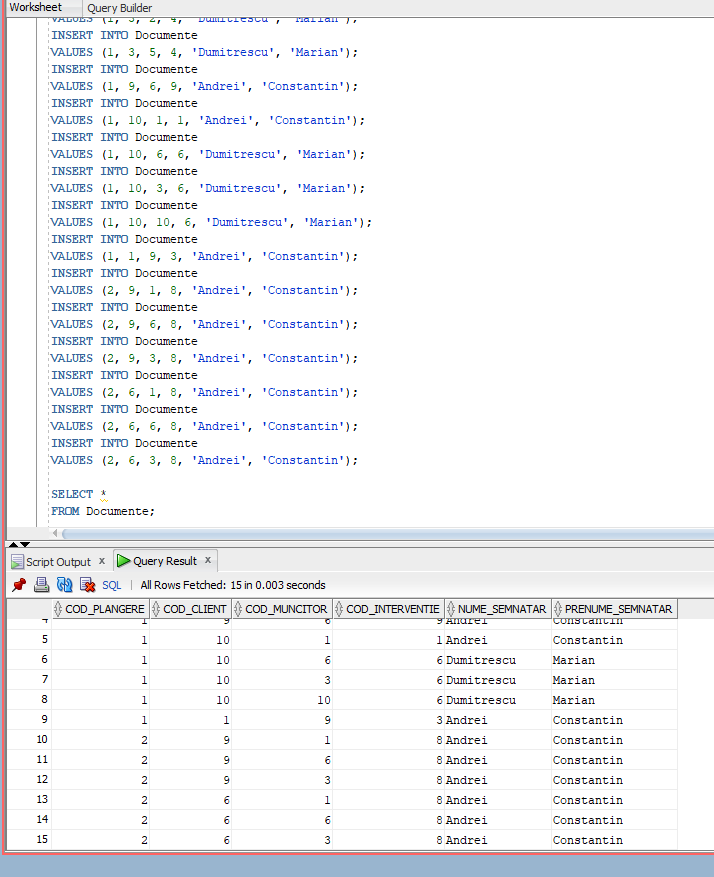 Worksheet Query Builder
VALUES (1, 3, 2, 4, 'Dumitrescu', 'Marian');
INSERT INTO Documente
VALUES (1, 3, 5, 4, 'Dumitrescu', 'Marian');
INSERT INTO Documente
VALUES (1, 9, 6, 9, 'Andrei', 'Constantin');
INSERT INTO Documente
VALUES (1, 10, 1, 1, 'Andrei', 'Constantin');
INSERT INTO Documente
VALUES (1, 10, 6, 6, 'Dumitrescu', 'Marian');
INSERT INTO Documente
VALUES (1, 10, 3, 6, 'Dumitrescu', 'Marian');
INSERT INTO Documente
VALUES (1, 10, 10, 6, 'Dumitrescu', 'Marian');
INSERT INTO Documente
VALUES (1, 1, 9, 3, 'Andrei', 'Constantin');
INSERT INTO Documente
VALUES (2, 9, 1, 8, 'Andrei', 'Constantin');
INSERT INTO Documente
VALUES (2, 9, 6, 8, 'Andrei', 'Constantin');
INSERT INTO Documente
VALUES (2, 9, 3, 8, 'Andrei', 'Constantin');
INSERT INTO Documente
VALUES (2, 6, 1, 8, 'Andrei', 'Constantin');
INSERT INTO Documente
VALUES (2, 6, 6, 8, 'Andrei', 'Constantin');
INSERT INTO Documente
VALUES (2, 6, 3, 8, 'Andrei', 'Constantin');
SELECT *
FROM Documente;
Script Output x Query Result x
SQL | All Rows Fetched: 15 in 0.003 seconds
COD_PLANGERE COD_CLIENT COD_MUNCITOR COD_INTERVENTIE NUME_SEMNATAR PRENUME_SEMNATAR
4 1 9 6 9 Andrei Constantin
5 1 10 1 1 Andrei Constantin
6 1 10 6 6 Dumitrescu Marian
7 1 10 3 6 Dumitrescu Marian
8 1 10 10 6 Dumitrescu Marian
9 1 1 9 3 Andrei Constantin
10 2 9 1 8 Andrei Constantin
11 2 9 6 8 Andrei Constantin
12 2 9 3 8 Andrei Constantin
13 2 6 1 8 Andrei Constantin
14 2 6 6 8 Andrei Constantin
15 2 6 3 8 Andrei Constantin